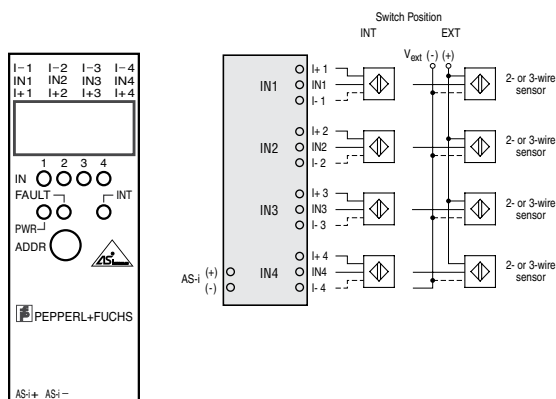 I-1 I-2 I-3 I-4
IN1 IN2 IN3 IN4
I+1 I+2 I+3 I+4
1 2 3 4
IN
FAULT
INT
PWR
ADDR
AS-i
PEPPERL+FUCHS
AS-i+ AS-i-
Switch Position
INT EXT
Vext (-) (+)
IN1
I+ 1
IN1
I- 1
2- or 3-wire
sensor
IN2
I+ 2
IN2
I- 2
2- or 3-wire
sensor
IN3
I+ 3
IN3
I- 3
2- or 3-wire
sensor
IN4
I+ 4
IN4
I- 4
2- or 3-wire
sensor
AS-i (+)
(-)